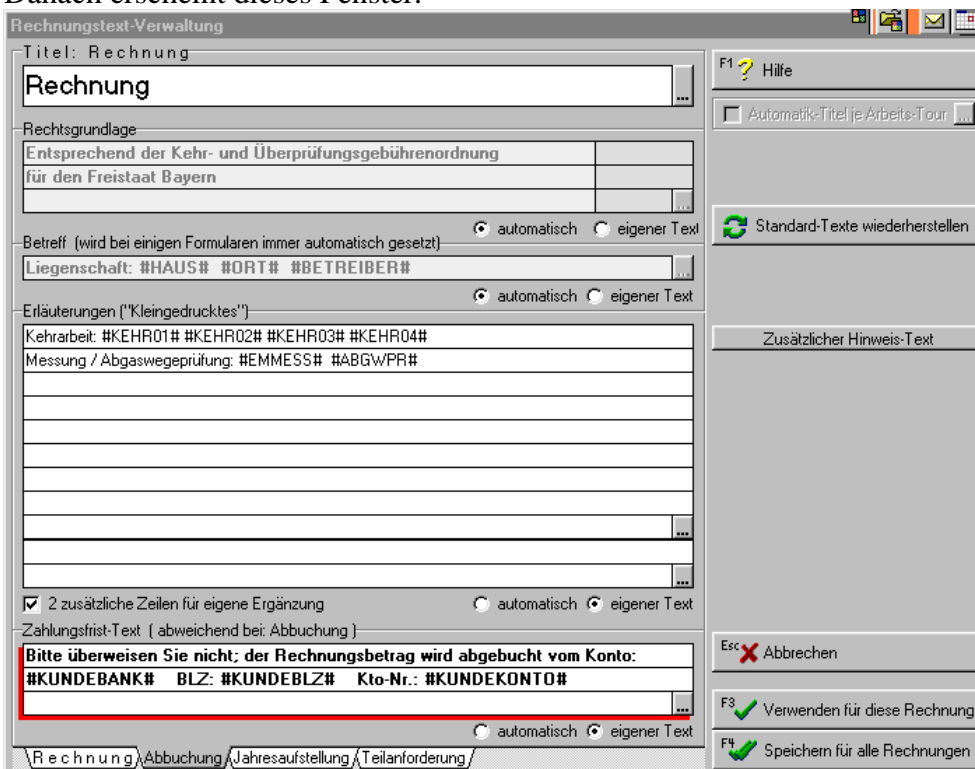 Danach erscheint dieses Fenster:
Rechnungstext-Verwaltung
Titel: Rechnung
Rechnung
...
F1 Hilfe
Automatik-Titel je Arbeits-Tour ...
Rechtsgrundlage
Entsprechend der Kehr- und Überprüfungsgebührenordnung
für den Freistaat Bayern
...
automatisch eigener Text
Standard-Texte wiederherstellen
Betreff (wird bei einigen Formularen immer automatisch gesetzt)
Liegenschaft: #HAUS# #ORT# #BETREIBER#
...
automatisch eigener Text
Erläuterungen ("Kleingedrucktes")
Kehrarbeit: #KEHR01# #KEHR02# #KEHR03# #KEHR04#
Zusätzlicher Hinweis-Text
Messung / Abgaswegeprüfung: #EMMESS# #ABGWPR#
...
...
2 zusätzliche Zeilen für eigene Ergänzung automatisch eigener Text
Zahlungsfrist-Text ( abweichend bei: Abbuchung )
Bitte überweisen Sie nicht; der Rechnungsbetrag wird abgebucht vom Konto:
Esc Abbrechen
#KUNDEBANK# BLZ: #KUNDEBLZ# Kto-Nr.: #KUNDEKONTO#
...
F3 Verwenden für diese Rechnung
automatisch eigener Text
F4 Speichern für alle Rechnungen
Rechnung Abbuchung Jahresaufstellung Teilanforderung